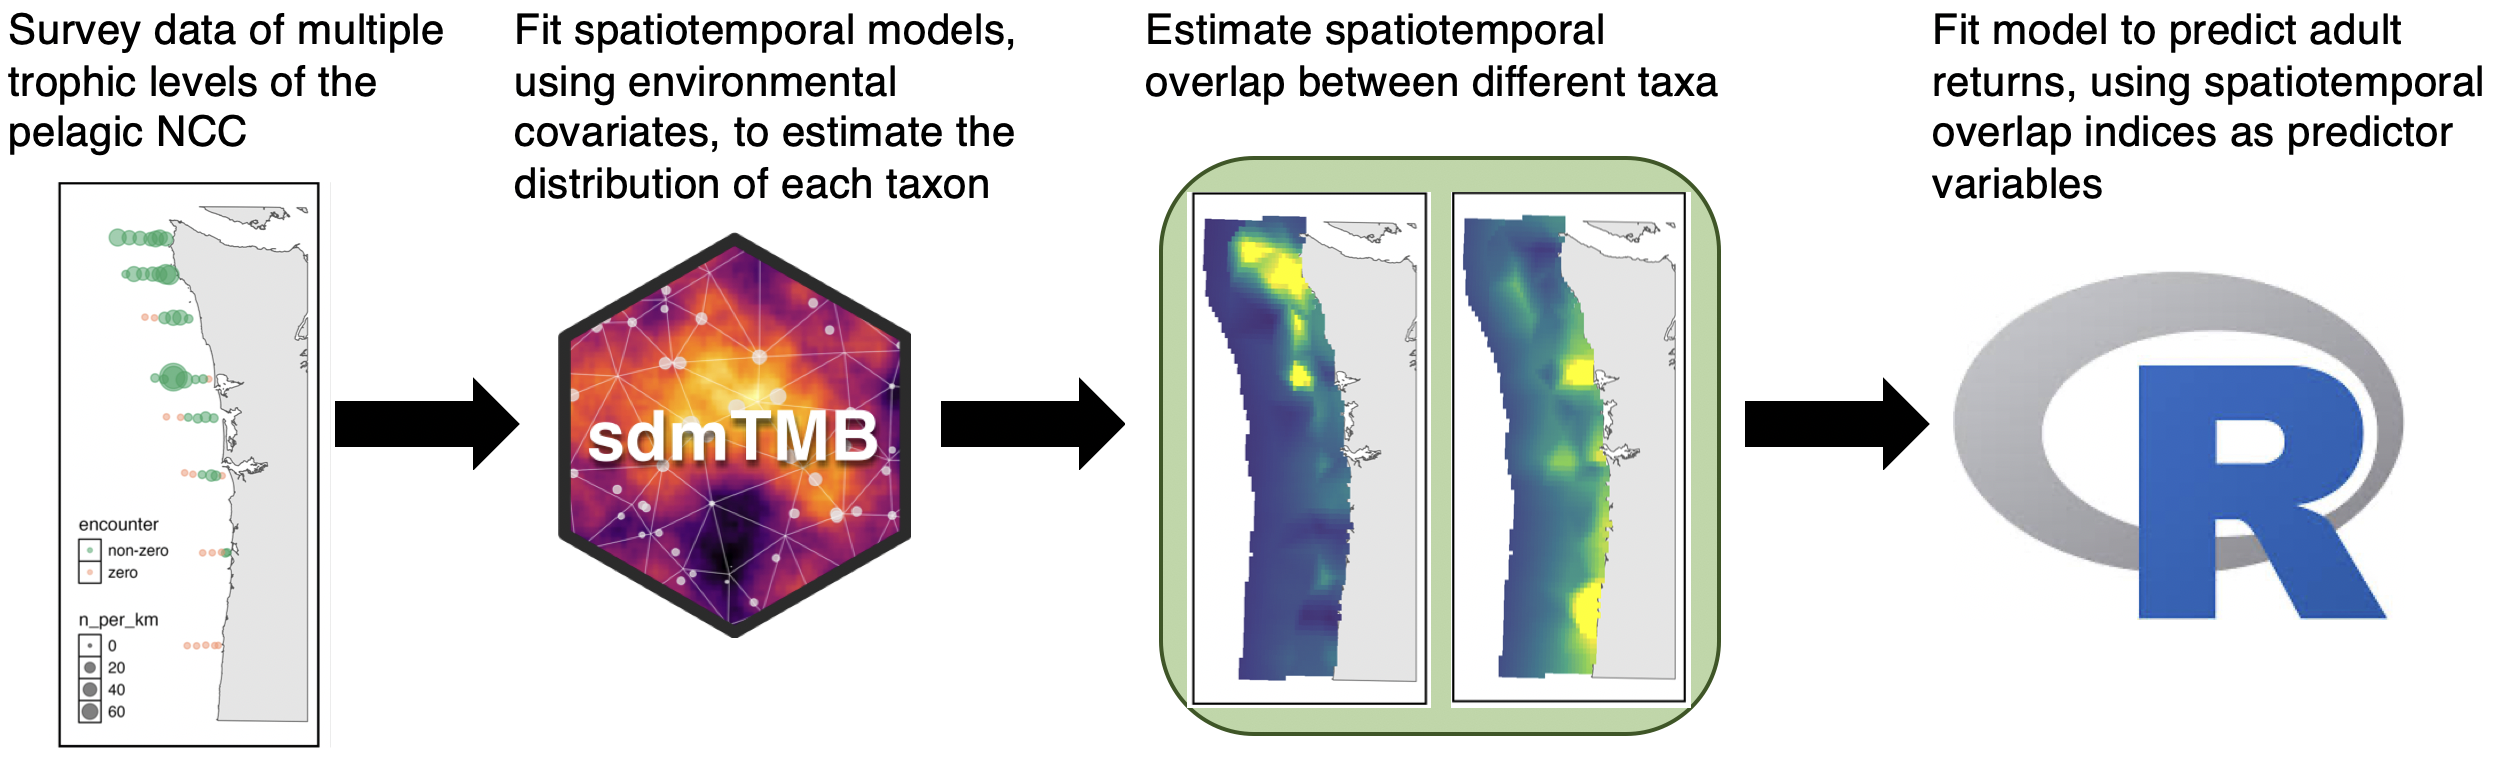 Survey data of multiple
trophic levels of the
pelagic NCC
Fit spatiotemporal models,
using environmental
covariates, to estimate the
distribution of each taxon
Estimate spatiotemporal
overlap between different taxa
Fit model to predict adult
returns, using spatiotemporal
overlap indices as predictor
variables
encounter
non-zero
zero
n_per_km
0
20
40
60
sdmTMB
R